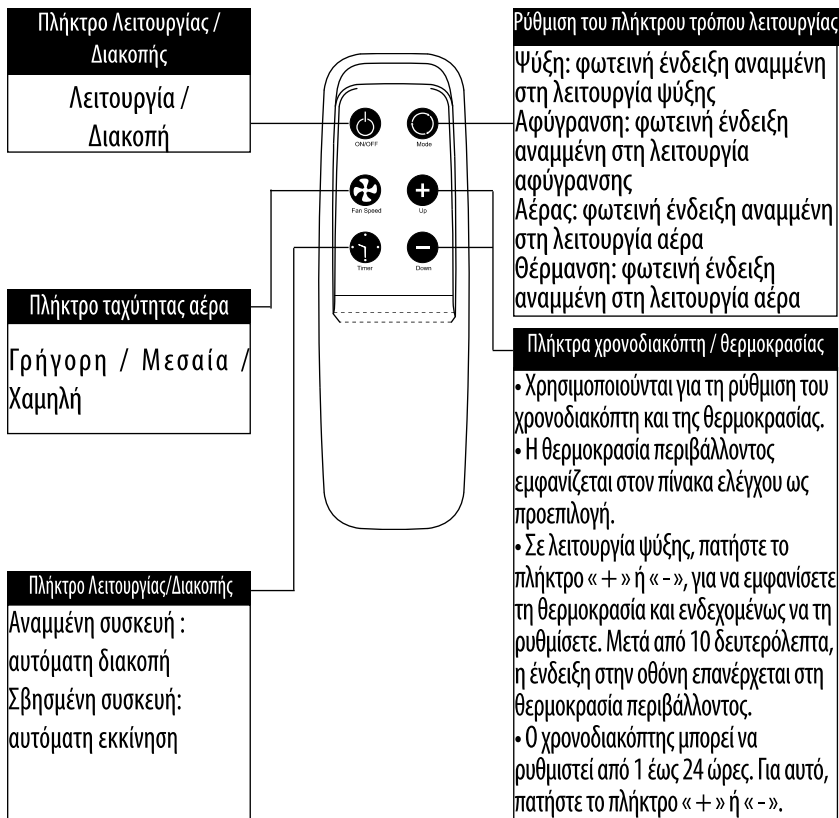 Πλήκτρο Λειτουργίας /
Διακοπής
Λειτουργία /
Διακοπή
Πλήκτρο ταχύτητας αέρα
Γρήγορη / Μεσαία /
Χαμηλή
Πλήκτρο Λειτουργίας/Διακοπής
Αναμμένη συσκευή :
αυτόματη διακοπή
Σβησμένη συσκευή:
αυτόματη εκκίνηση
ON/OFF
Mode
Fan Speed
Up
Timer
Down
Ρύθμιση του πλήκτρου τρόπου λειτουργίας
Ψύξη: φωτεινή ένδειξη αναμμένη
στη λειτουργία ψύξης
Αφύγρανση: φωτεινή ένδειξη
αναμμένη στη λειτουργία
αφύγρανσης
Αέρας: φωτεινή ένδειξη αναμμένη
στη λειτουργία αέρα
Θέρμανση: φωτεινή ένδειξη
αναμμένη στη λειτουργία αέρα
Πλήκτρα χρονοδιακόπτη / θερμοκρασίας
• Χρησιμοποιούνται για τη ρύθμιση του
χρονοδιακόπτη και της θερμοκρασίας.
• Η θερμοκρασία περιβάλλοντος
εμφανίζεται στον πίνακα ελέγχου ως
προεπιλογή.
• Σε λειτουργία ψύξης, πατήστε το
πλήκτρο « + » ή « - », για να εμφανίσετε
τη θερμοκρασία και ενδεχομένως να τη
ρυθμίσετε. Μετά από 10 δευτερόλεπτα,
η ένδειξη στην οθόνη επανέρχεται στη
θερμοκρασία περιβάλλοντος.
• Ο χρονοδιακόπτης μπορεί να
ρυθμιστεί από 1 έως 24 ώρες. Για αυτό,
πατήστε το πλήκτρο « + » ή « - ».